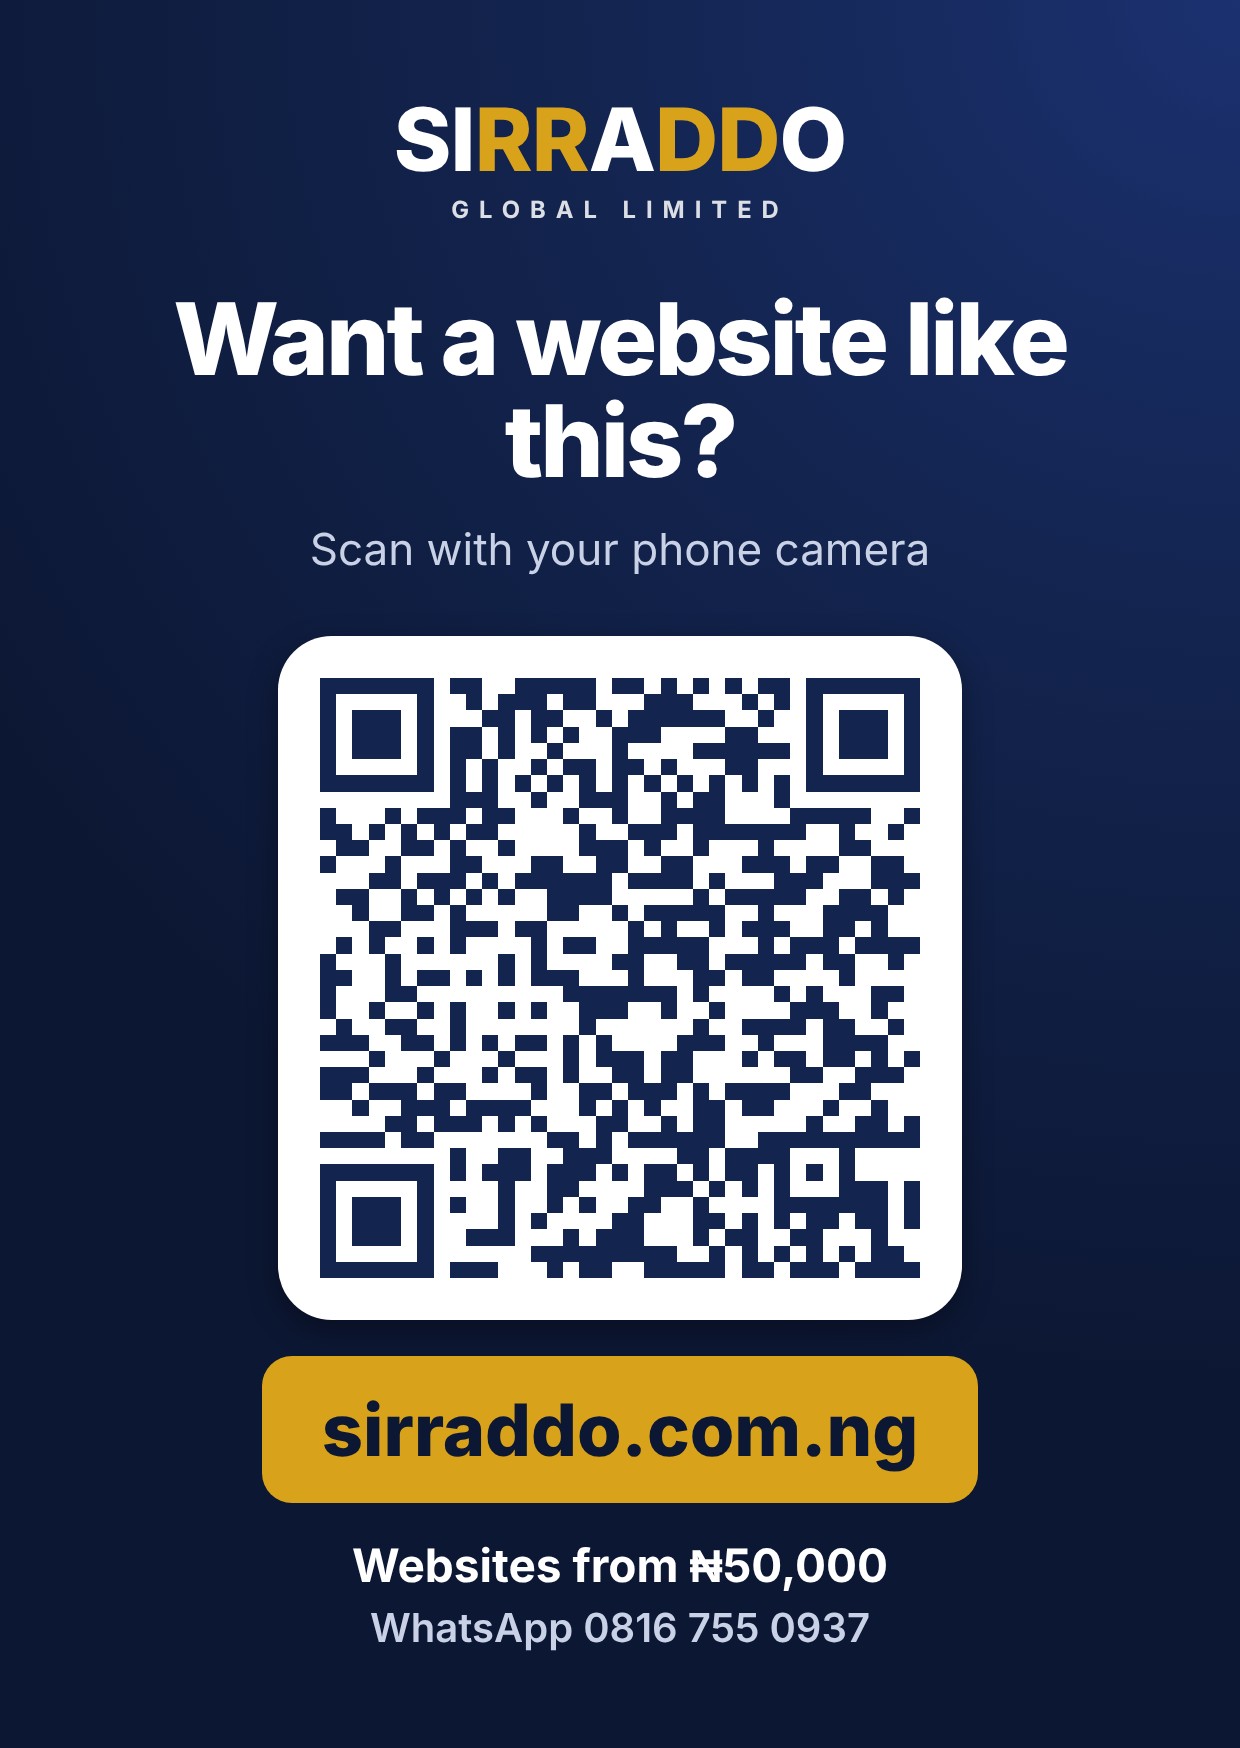 SIRRADDO
GLOBAL LIMITED
Want a website like
this?
Scan with your phone camera
sirraddo.com.ng
Websites from ₦50,000
WhatsApp 0816 755 0937